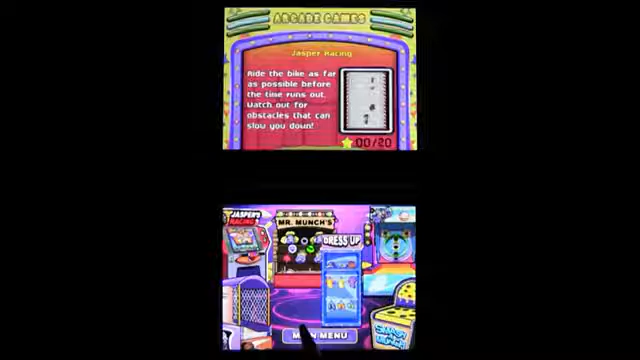 ARCADE GAMES
Jasper Racing
Ride the bike as far
as possible before
the time runs out.
Watch out for
obstacles that can
slow you down!
00/20
JASPER'S
RACING
MR. MUNCH'S
DRESS UP
MAIN MENU